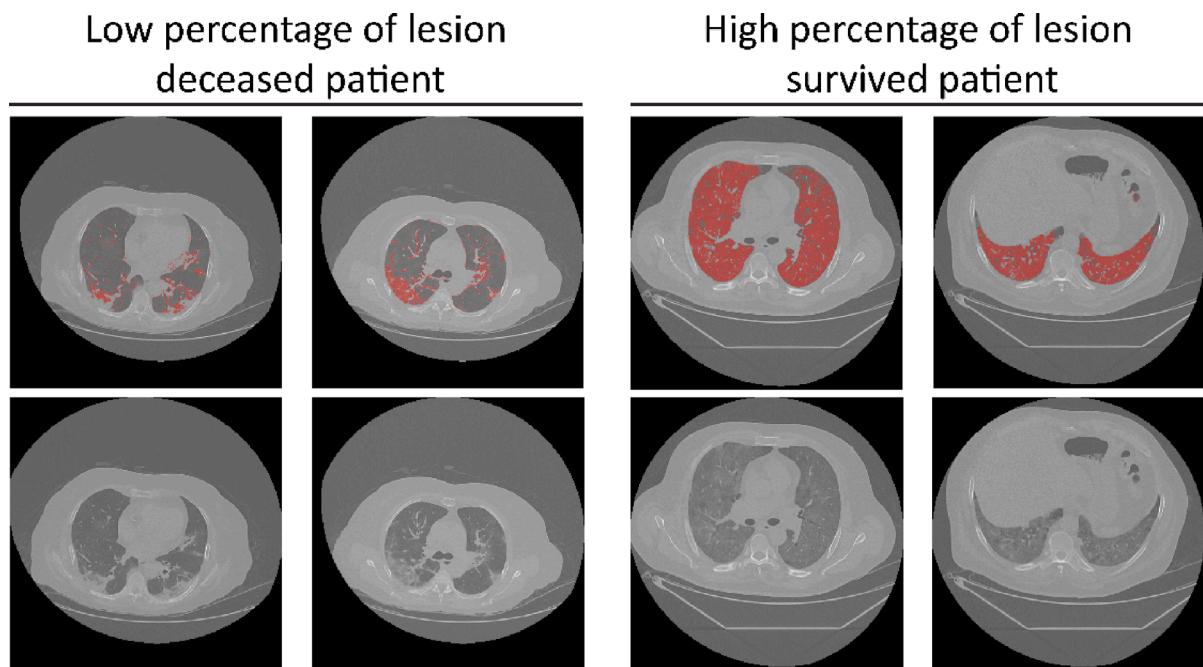 Low percentage of lesion
deceased patient
High percentage of lesion
survived patient